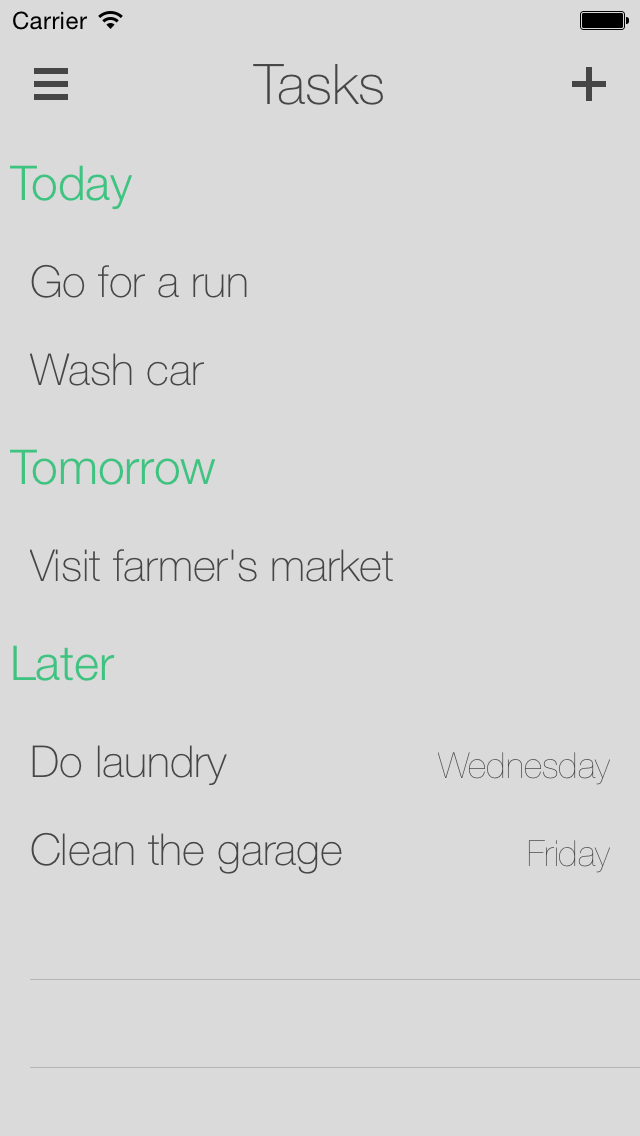 Carrier
Tasks
Today
Go for a run
Wash car
Tomorrow
Visit farmer's market
Later
Do laundry Wednesday
Clean the garage Friday